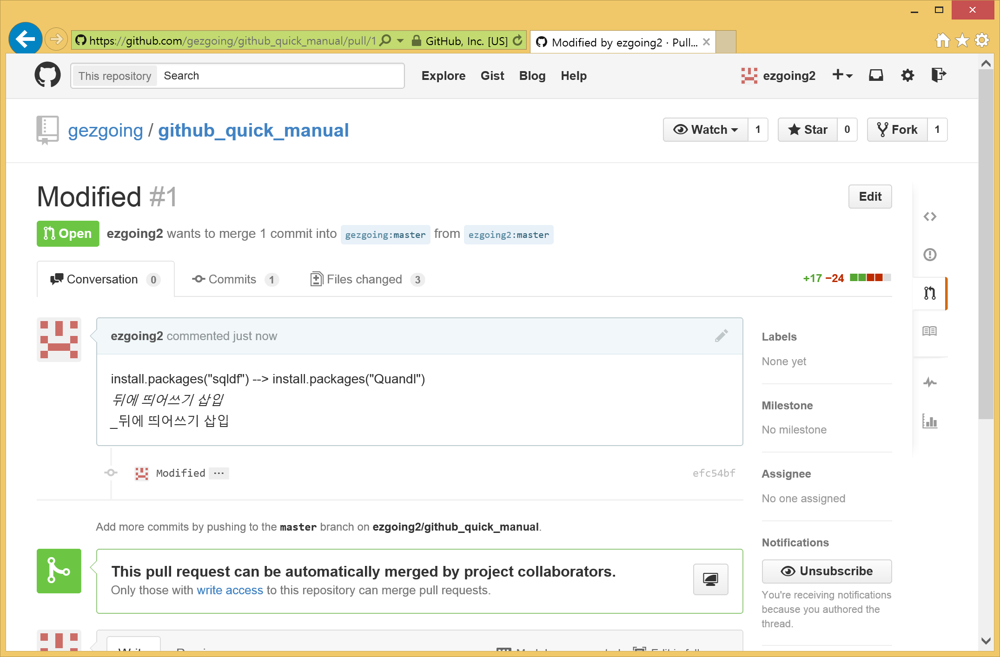 https://github.com/gezgoing/github_quick_manual/pull/1 GitHub, Inc. [US] Modified by ezgoing2 · Pull...
This repository Search Explore Gist Blog Help ezgoing2
gezgoing / github_quick_manual Watch 1 Star 0 Fork 1
Modified #1 Edit
Open ezgoing2 wants to merge 1 commit into gezgoing:master from ezgoing2:master
Conversation 0 Commits 1 Files changed 3 +17 −24
ezgoing2 commented just now
install.packages("sqldf") --> install.packages("Quandl")
뒤에 띄어쓰기 삽입
_뒤에 띄어쓰기 삽입
Modified ... efc54bf
Add more commits by pushing to the master branch on ezgoing2/github_quick_manual.
This pull request can be automatically merged by project collaborators.
Only those with write access to this repository can merge pull requests.
Labels
None yet
Milestone
No milestone
Assignee
No one assigned
Notifications
Unsubscribe
You're receiving notifications
because you authored the
thread.